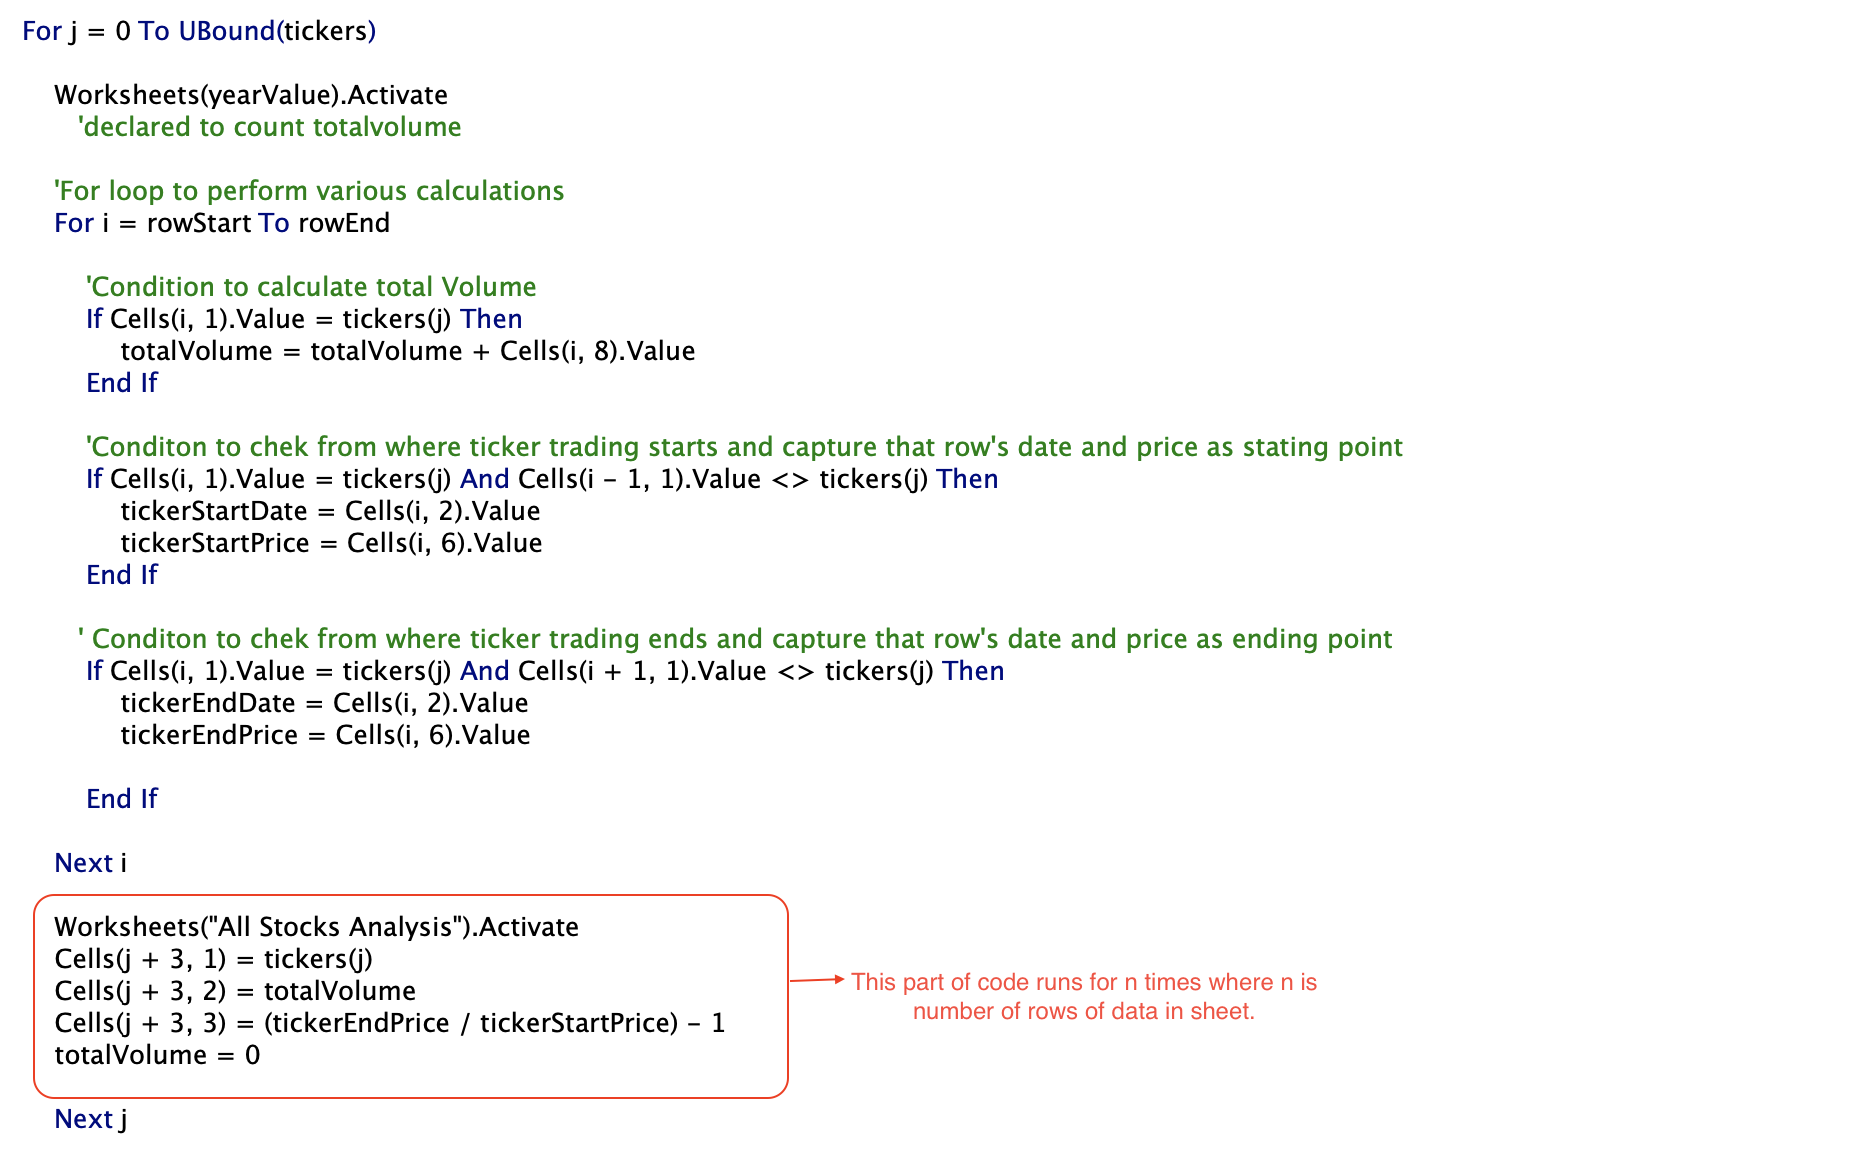 For j = 0 To UBound(tickers)
Worksheets(yearValue).Activate
'declared to count totalvolume
'For loop to perform various calculations
For i = rowStart To rowEnd
'Condition to calculate total Volume
If Cells(i, 1).Value = tickers(j) Then
totalVolume = totalVolume + Cells(i, 8).Value
End If
'Conditon to chek from where ticker trading starts and capture that row's date and price as stating point
If Cells(i, 1).Value = tickers(j) And Cells(i - 1, 1).Value <> tickers(j) Then
tickerStartDate = Cells(i, 2).Value
tickerStartPrice = Cells(i, 6).Value
End If
' Conditon to chek from where ticker trading ends and capture that row's date and price as ending point
If Cells(i, 1).Value = tickers(j) And Cells(i + 1, 1).Value <> tickers(j) Then
tickerEndDate = Cells(i, 2).Value
tickerEndPrice = Cells(i, 6).Value
End If
Next i
Worksheets("All Stocks Analysis").Activate
Cells(j + 3, 1) = tickers(j)
Cells(j + 3, 2) = totalVolume
Cells(j + 3, 3) = (tickerEndPrice / tickerStartPrice) - 1
totalVolume = 0
This part of code runs for n times where n is
number of rows of data in sheet.
Next j